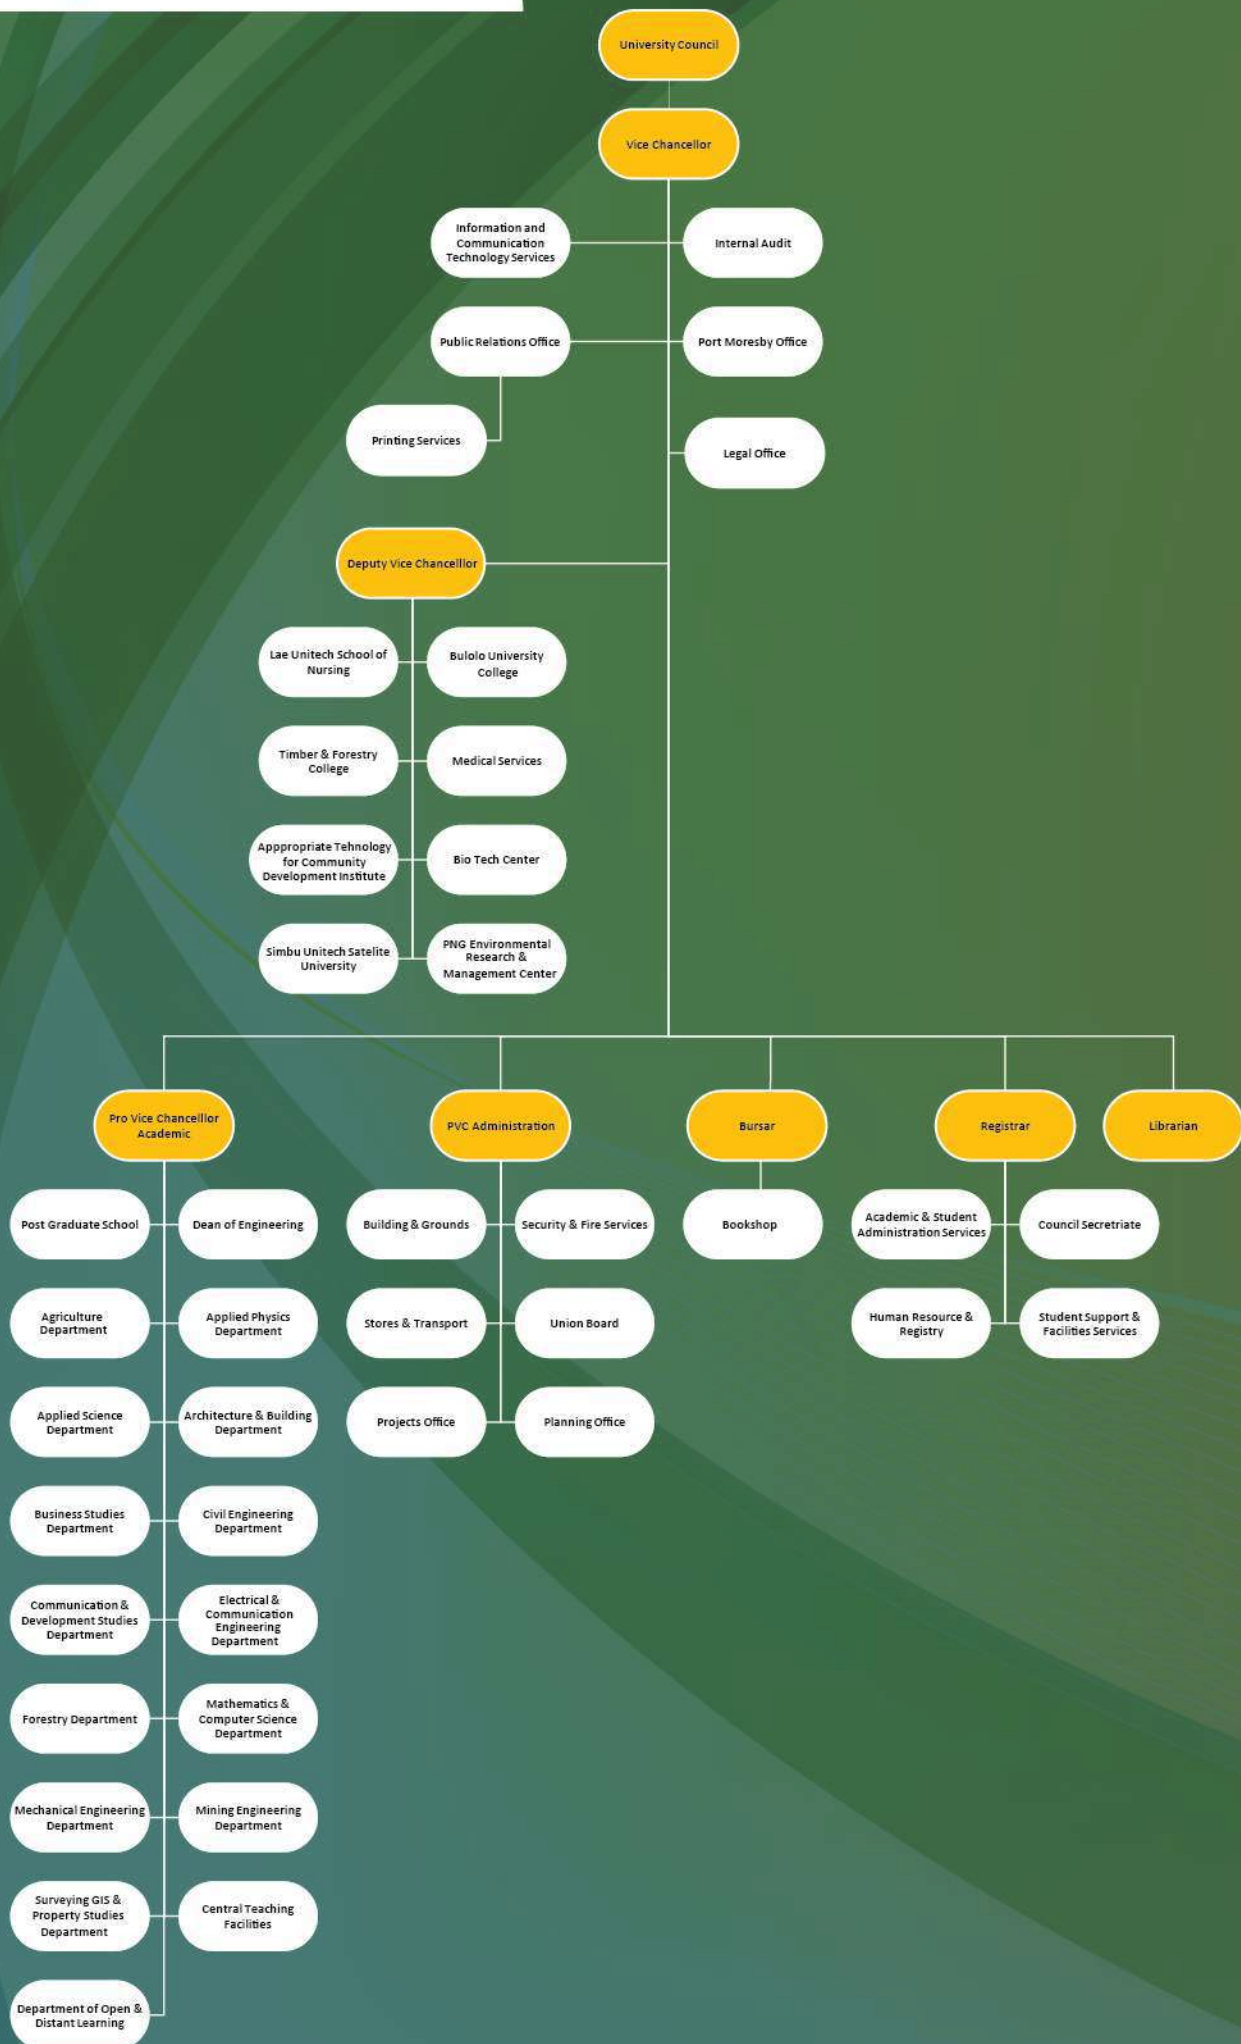 University Council
Vice Chancellor
Information and
Communication
Technology Services
Internal Audit
Public Relations Office
Port Moresby Office
Printing Services
Legal Office
Deputy Vice Chancelllor
Lae Unitech School of
Nursing
Bulolo University
College
Timber & Forestry
College
Medical Services
Apppropriate Tehnology
for Community
Development Institute
Bio Tech Center
Simbu Unitech Satelite
University
PNG Environmental
Research &
Management Center
Pro Vice Chancelllor
Academic
PVC Administration
Bursar
Registrar
Librarian
Post Graduate School
Dean of Engineering
Building & Grounds
Security & Fire Services
Bookshop
Academic & Student
Administration Services
Council Secretriate
Agriculture
Department
Applied Physics
Department
Stores & Transport
Union Board
Human Resource &
Registry
Student Support &
Facilities Services
Applied Science
Department
Architecture & Building
Department
Projects Office
Planning Office
Business Studies
Department
Civil Engineering
Department
Communication &
Development Studies
Department
Electrical &
Communication
Engineering
Department
Forestry Department
Mathematics &
Computer Science
Department
Mechanical Engineering
Department
Mining Engineering
Department
Surveying GIS &
Property Studies
Department
Central Teaching
Facilities
Department of Open &
Distant Learning